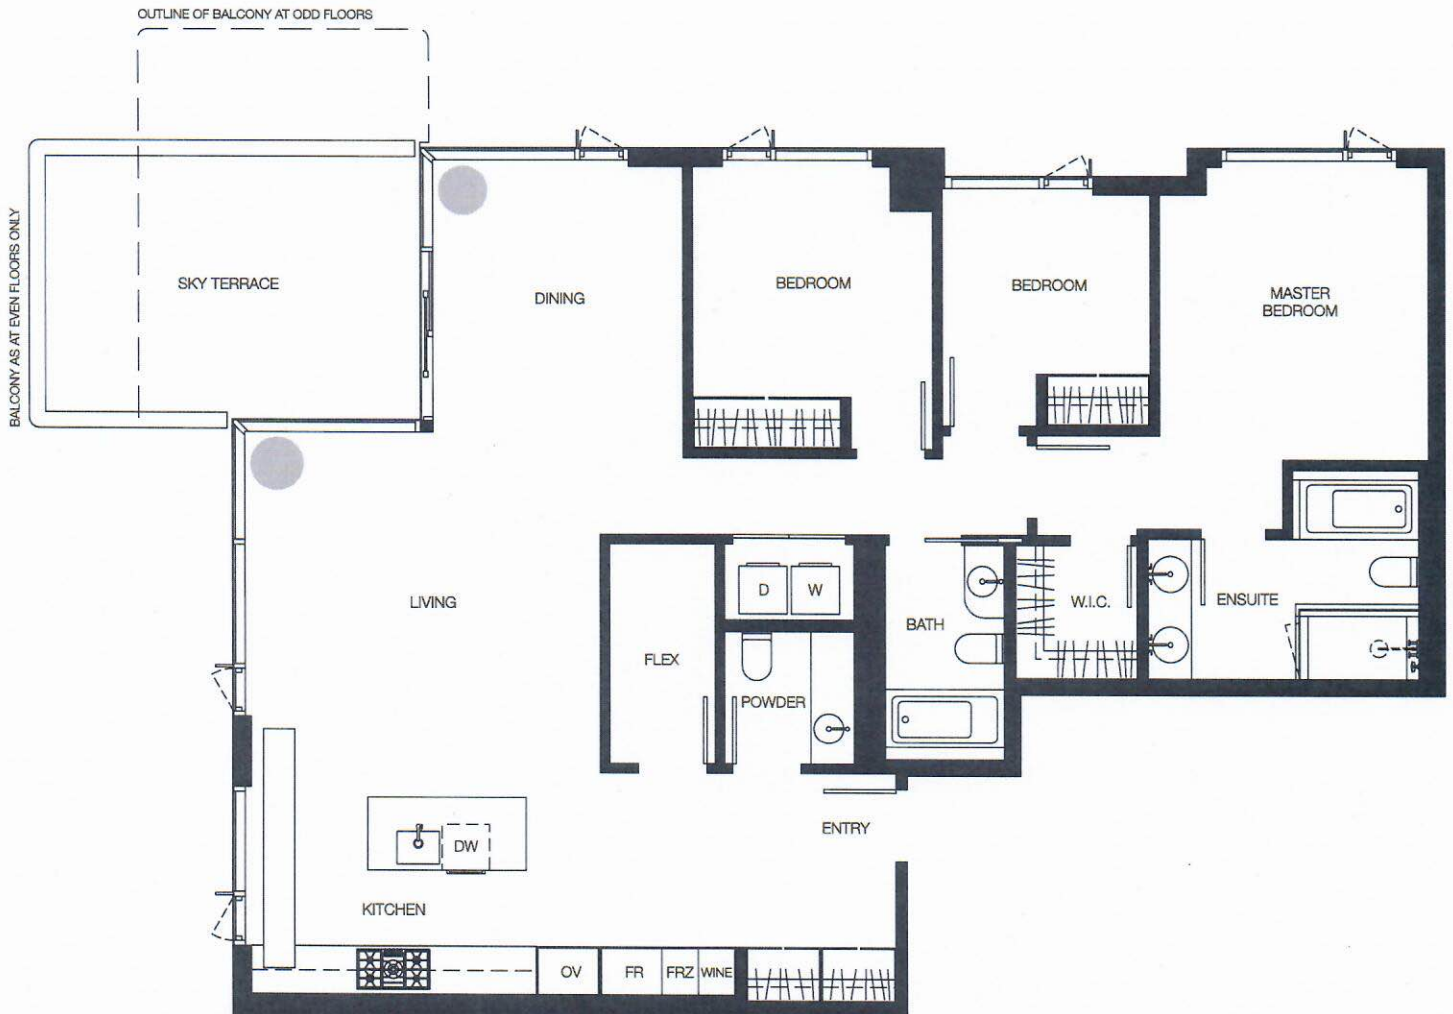 OUTLINE OF BALCONY AT ODD FLOORS
BALCONY AS AT EVEN FLOORS ONLY
SKY TERRACE
DINING
BEDROOM
BEDROOM
MASTER
BEDROOM
LIVING
FLEX
D
W
POWDER
BATH
W.I.C.
ENSUITE
ENTRY
DW
KITCHEN
OV
FR
FRZ
WINE